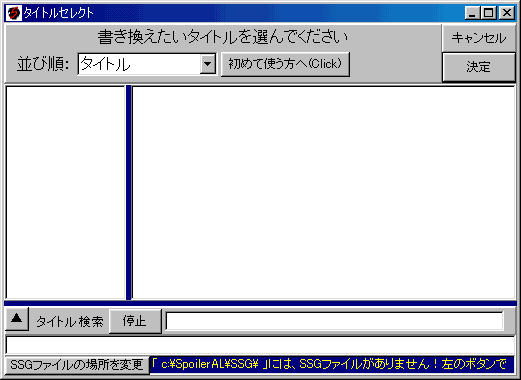 タイトルセレクト
書き換えたいタイトルを選んでください
キャンセル
並び順: タイトル 初めて使う方へ(Click) 決定
▲ タイトル検索 停止
SSGファイルの場所を変更 「 c:¥SpoilerAL¥SSG¥ 」には、SSGファイルがありません！左のボタンで